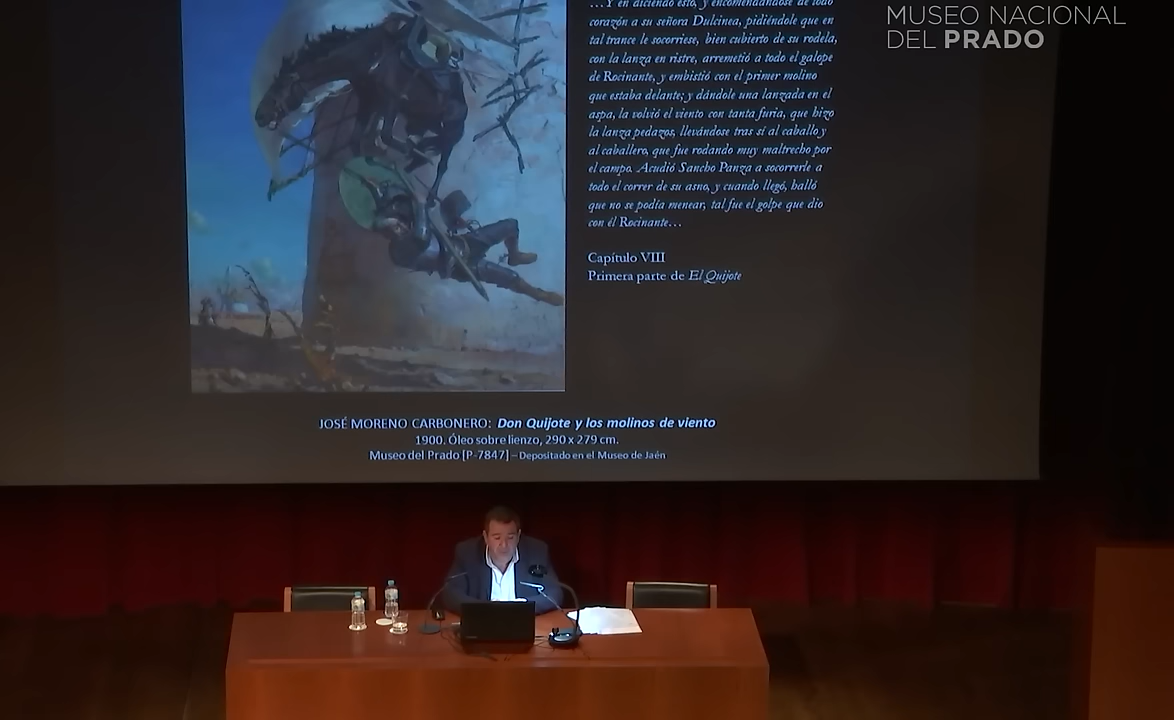 MUSEO NACIONAL
DEL PRADO
…Y en diciendo esto, y encomendándose de todo
corazón a su señora Dulcinea, pidiéndole que en
tal trance le socorriese, bien cubierto de su rodela,
con la lanza en ristre, arremetió a todo el galope
de Rocinante, y embistió con el primer molino
que estaba delante; y dándole una lanzada en el
aspa, la volvió el viento con tanta furia, que hizo
la lanza pedazos, llevándose tras sí al caballo y
al caballero, que fue rodando muy maltrecho por
el campo. Acudió Sancho Panza a socorrerle a
todo el correr de su asno, y cuando llegó, halló
que no se podía menear, tal fue el golpe que dio
con él Rocinante…
Capítulo VIII
Primera parte de El Quijote
JOSÉ MORENO CARBONERO: Don Quijote y los molinos de viento
1900. Óleo sobre lienzo, 290 x 279 cm.
Museo del Prado [P-7847] – Depositado en el Museo de Jaén